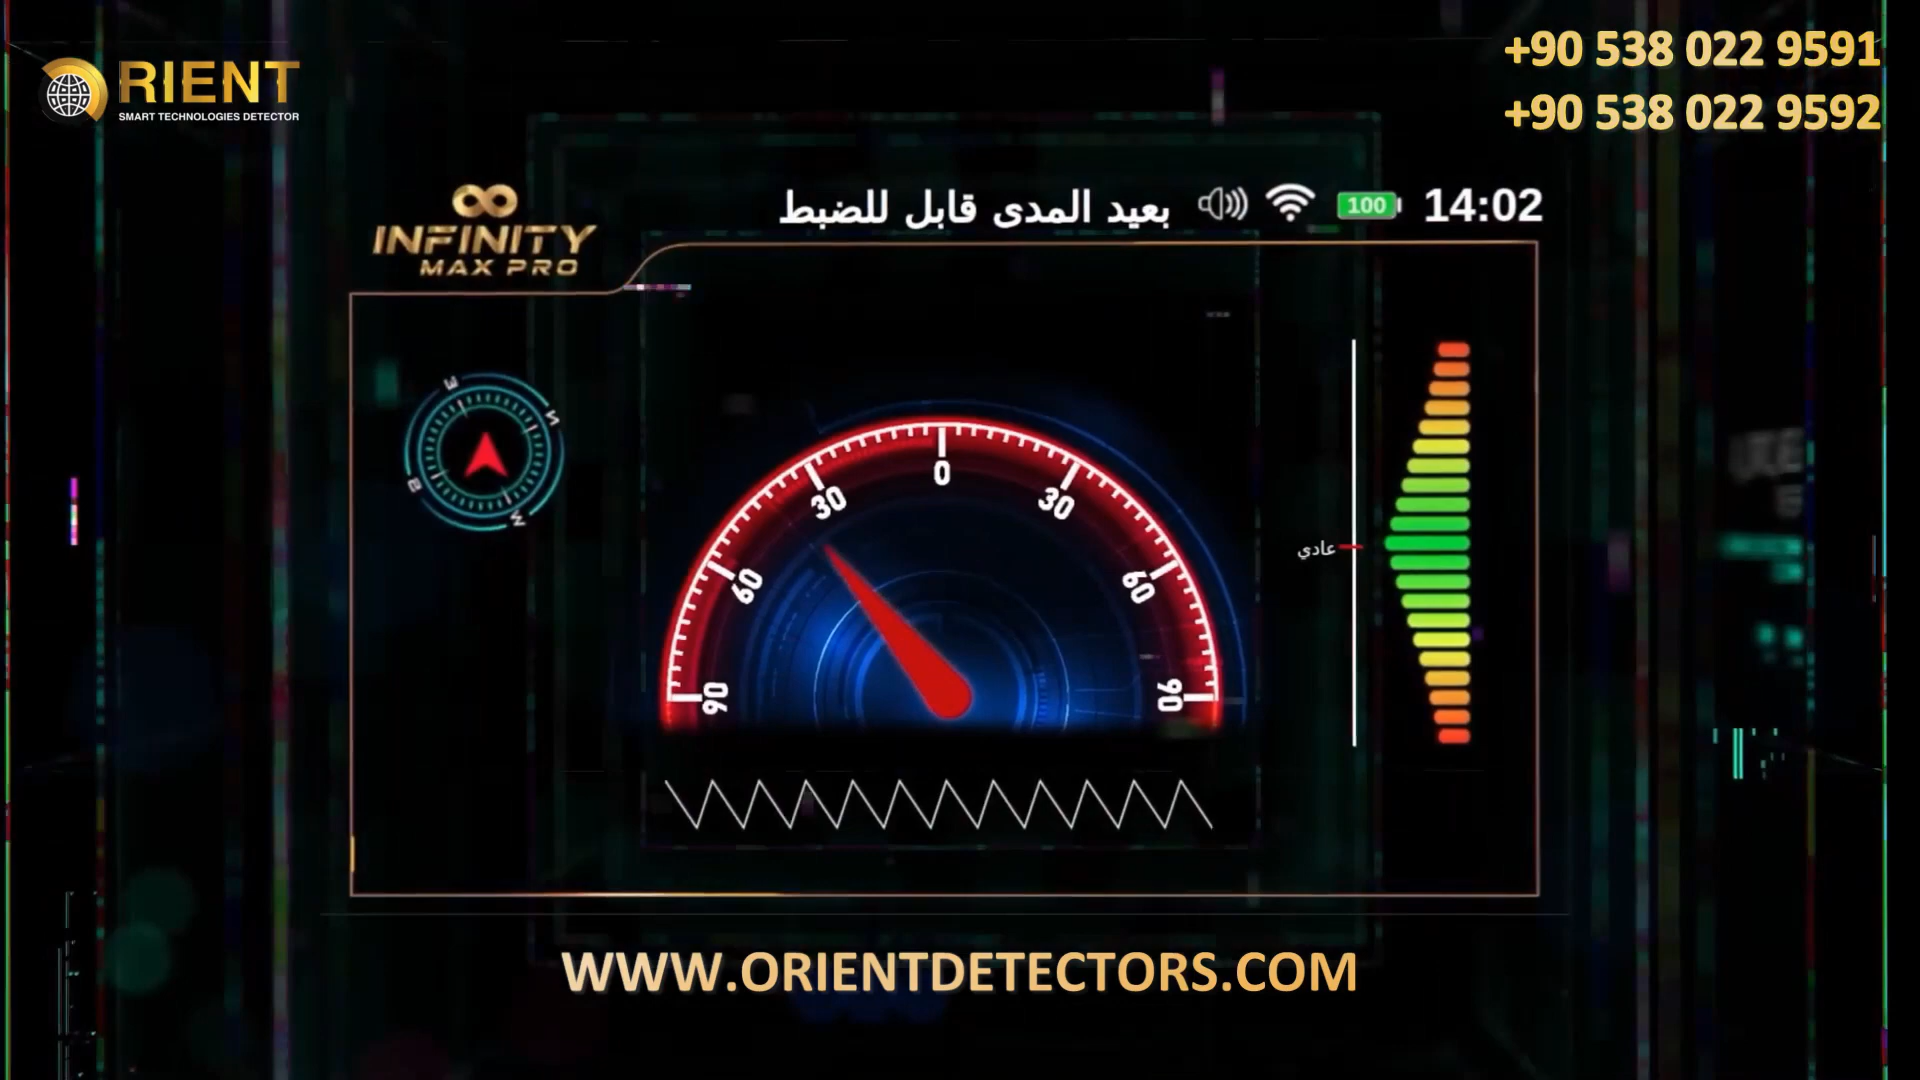 ORIENT
SMART TECHNOLOGIES DETECTOR
+90 538 022 9591
+90 538 022 9592
INFINITY
MAX PRO
بعيد المدى قابل للضبط
100
14:02
N
0
30
30
60
60
90
90
عادي
WWW.ORIENTDETECTORS.COM